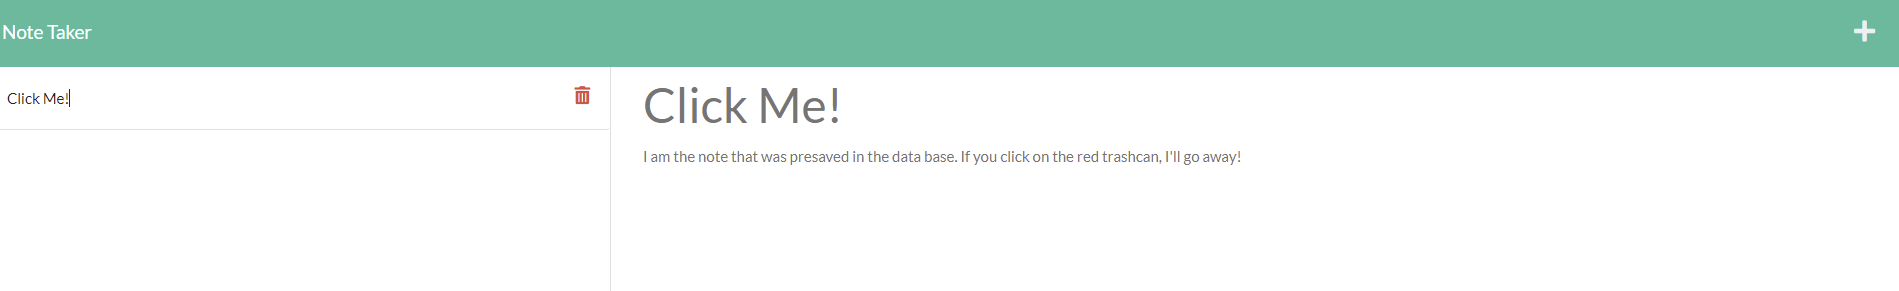 Note Taker
Click Me!
Click Me!
I am the note that was presaved in the data base. If you click on the red trashcan, I'll go away!